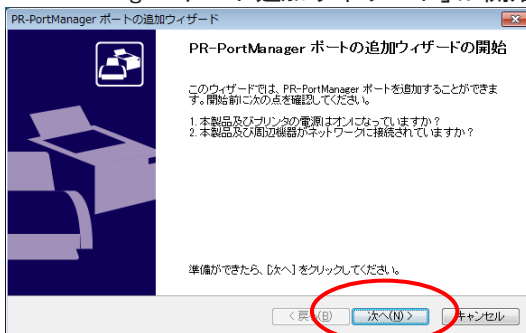 PR-PortManager ポートの追加ウィザード
PR-PortManager ポートの追加ウィザードの開始
このウィザードでは、PR-PortManager ポートを追加することができま
す。開始前に次の点を確認してください。
1. 本製品及びプリンタの電源はオンになっていますか？
2. 本製品及び周辺機器がネットワークに接続されていますか？
準備ができたら、[次へ] をクリックしてください。
< 戻る(B)
次へ(N) >
キャンセル